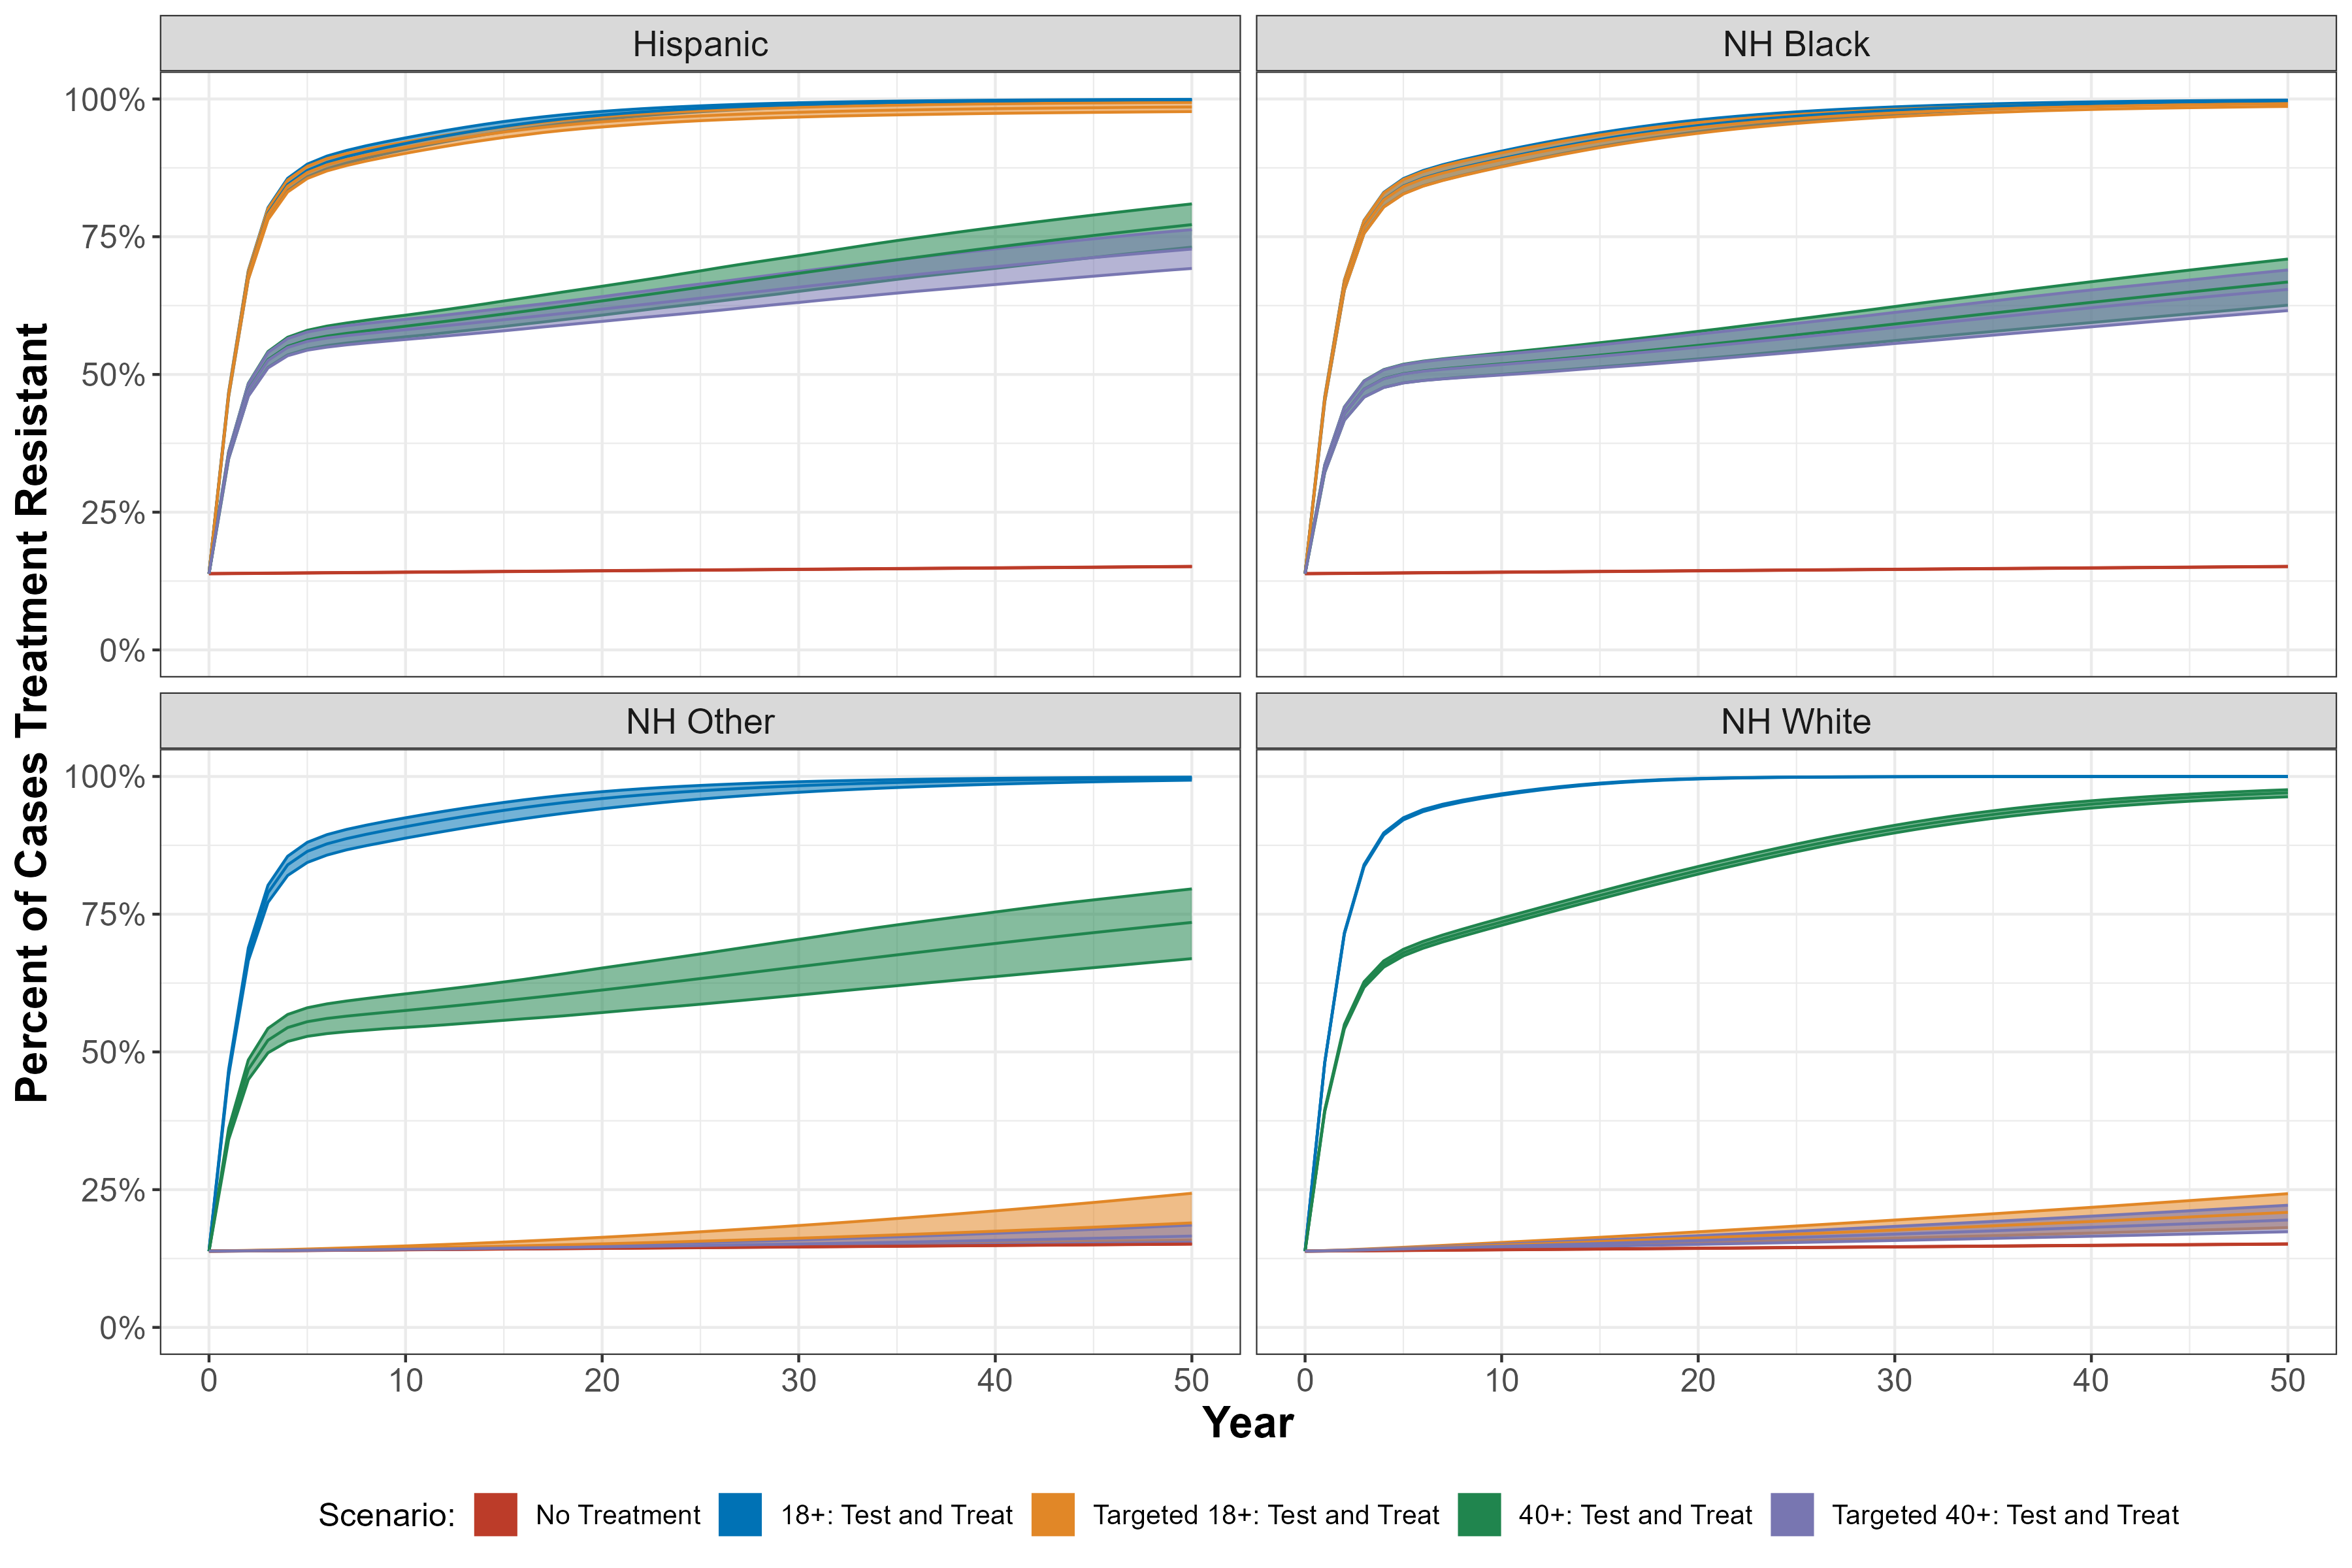 Hispanic
NH Black
100%
75%
50%
25%
0%
NH Other
NH White
100%
75%
50%
25%
0%
Percent of Cases Treatment Resistant
0 10 20 30 40 50
0 10 20 30 40 50
Year
Scenario: No Treatment 18+: Test and Treat Targeted 18+: Test and Treat 40+: Test and Treat Targeted 40+: Test and Treat